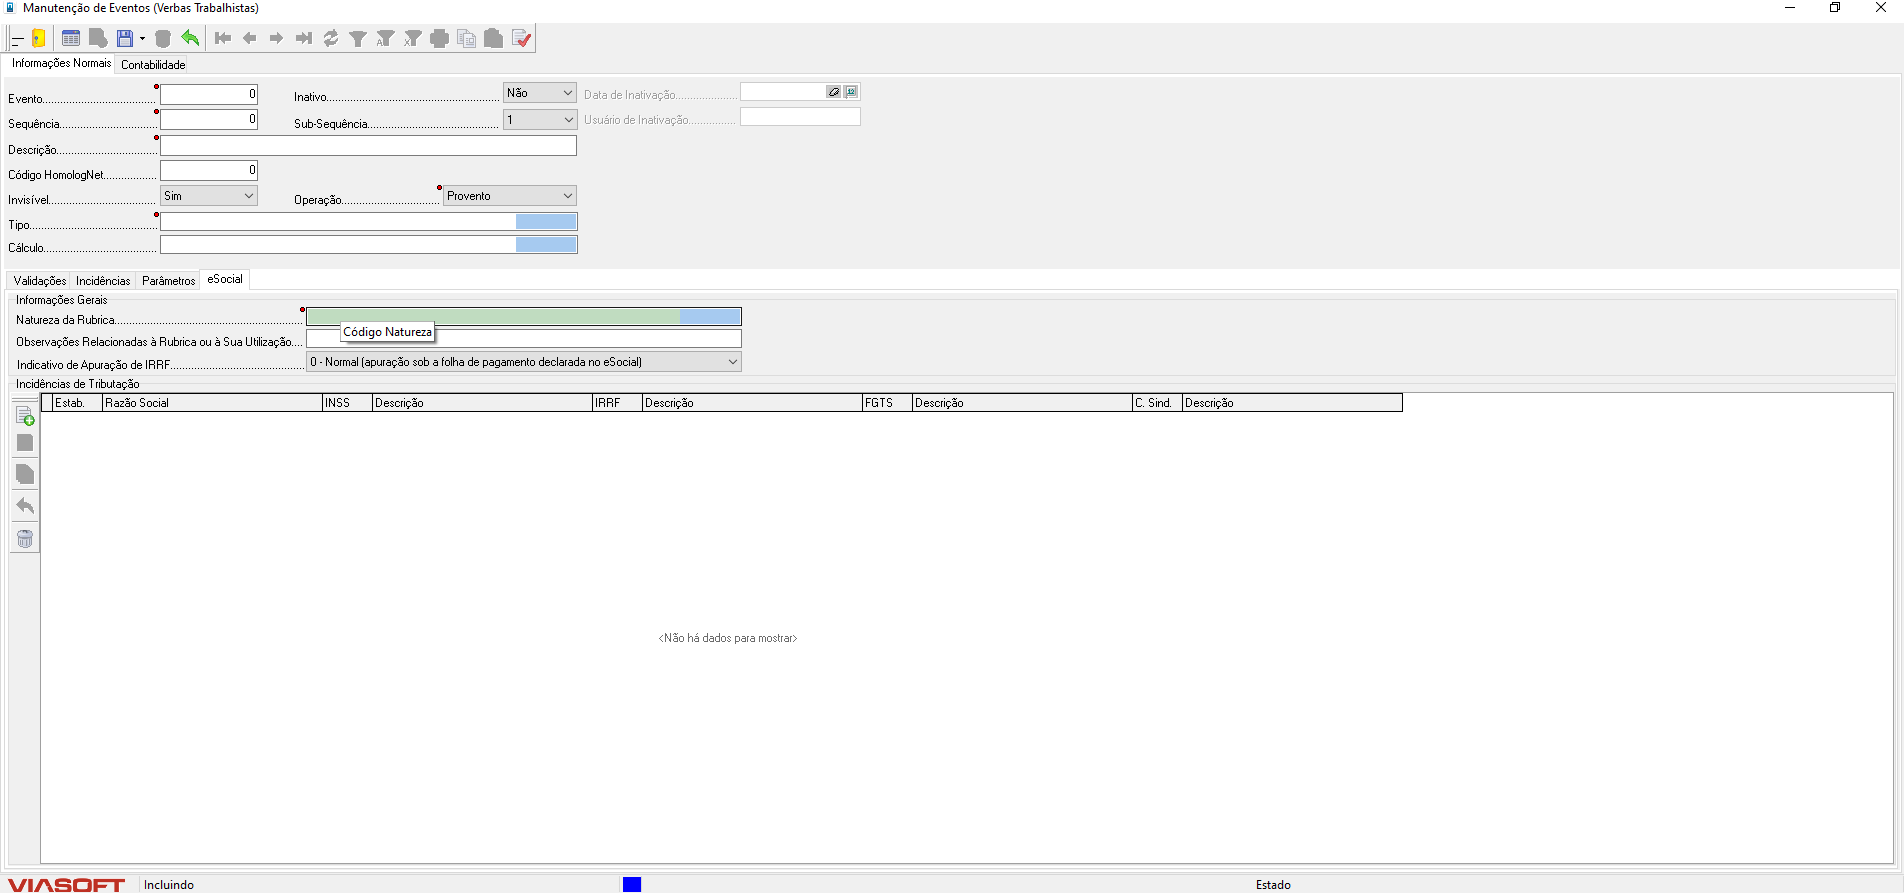 Manutenção de Eventos (Verbas Trabalhistas)
Informações Normais Contabilidade
Evento 0 Inativo Não Data de Inativação
Sequência 0 Sub-Sequência 1 Usuário de Inativação
Descrição
Código HomologNet 0
Invisível Sim Operação Provento
Tipo
Cálculo
Validações Incidências Parâmetros eSocial
Informações Gerais
Natureza da Rubrica
Código Natureza
Observações Relacionadas à Rubrica ou à Sua Utilização
Indicativo de Apuração de IRRF 0 - Normal (apuração sob a folha de pagamento declarada no eSocial)
Incidências de Tributação
Estab. Razão Social INSS Descrição IRRF Descrição FGTS Descrição C. Sind. Descrição
<Não há dados para mostrar>
VIASOFT Incluindo Estado